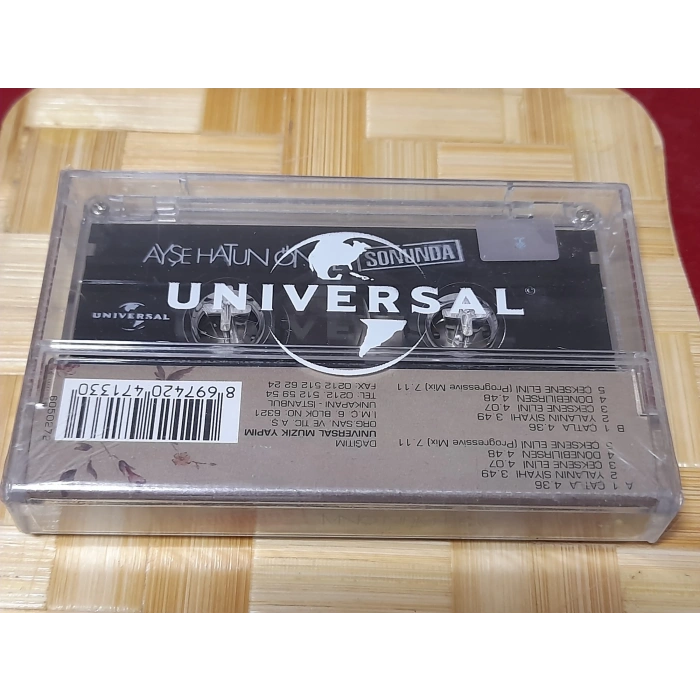 AYŞE HATUN ÖN
SONUNDA
UNIVERSAL
UNIVERSAL
A 1 ÇATLA 4.36
2 YALANIN SİYAHI 3.49
3 ÇEKSENE ELİNİ 4.07
4 DÖNEBİLİRSEN 4.48
5 ÇEKSENE ELİNİ (Progressive Mix) 7.11
B 1 ÇATLA 4.36
2 YALANIN SİYAHI 3.49
3 ÇEKSENE ELİNİ 4.07
4 DÖNEBİLİRSEN 4.48
5 ÇEKSENE ELİNİ (Progressive Mix) 7.11
DAĞITIM
UNIVERSAL MÜZİK YAPIM
ORG SAN. VE TİC. A.Ş
I.M.C 6. BLOK NO 6321
UNKAPANI - İSTANBUL
TEL: 0212. 512 59 54
FAX: 0212 512 62 24
8 697420 471330